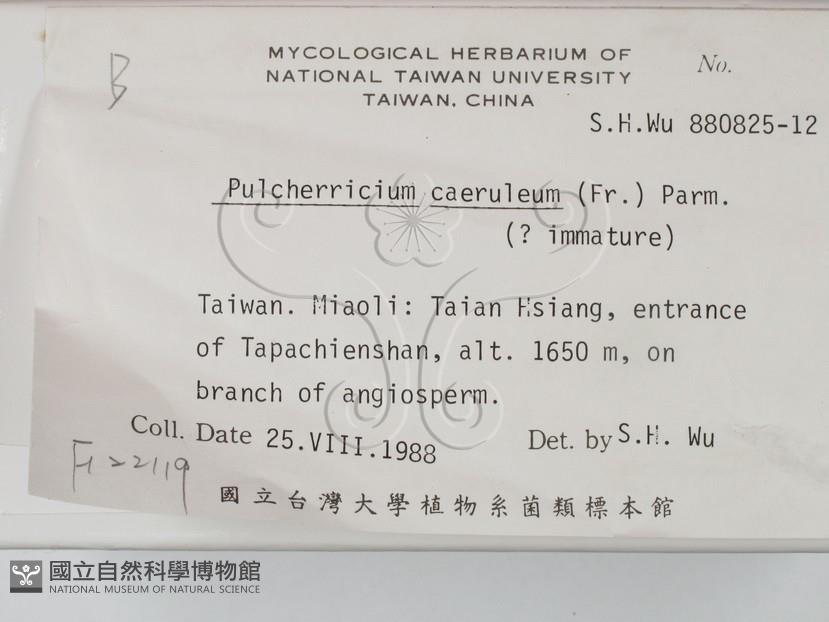 B
MYCOLOGICAL HERBARIUM OF
NATIONAL TAIWAN UNIVERSITY
TAIWAN, CHINA
No.
S.H.Wu 880825-12
Pulcherricium caeruleum (Fr.) Parm.
(? immature)
Taiwan. Miaoli: Taian Hsiang, entrance
of Tapachienshan, alt. 1650 m, on
branch of angiosperm.
Coll. Date 25.VIII.1988
Det. by S.H. Wu
F22119
國立台灣大學植物系菌類標本館
國立自然科學博物館
NATIONAL MUSEUM OF NATURAL SCIENCE